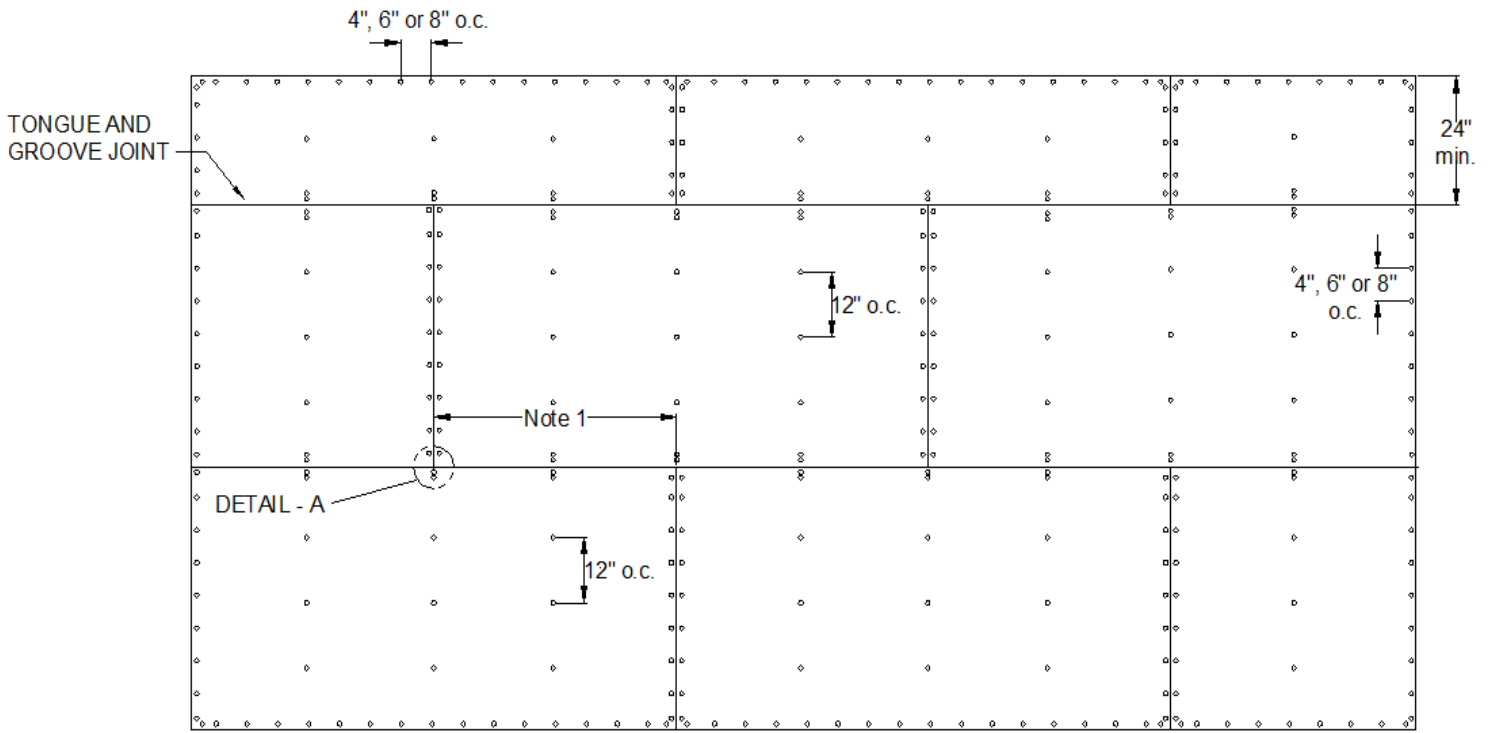 4", 6" or 8" o.c.
TONGUE AND
GROOVE JOINT
24"
min.
12" o.c.
4", 6" or 8"
o.c.
Note 1
DETAIL - A
12" o.c.